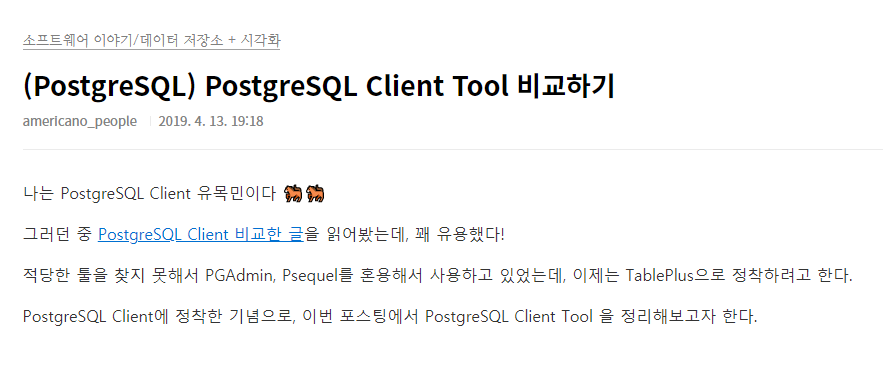 소프트웨어 이야기/데이터 저장소 + 시각화
(PostgreSQL) PostgreSQL Client Tool 비교하기
americano_people | 2019. 4. 13. 19:18
나는 PostgreSQL Client 유목민이다 🐂🐂
그러던 중 PostgreSQL Client 비교한 글을 읽어봤는데, 꽤 유용했다!
적당한 툴을 찾지 못해서 PGAdmin, Psequel를 혼용해서 사용하고 있었는데, 이제는 TablePlus으로 정착하려고 한다.
PostgreSQL Client에 정착한 기념으로, 이번 포스팅에서 PostgreSQL Client Tool 을 정리해보고자 한다.